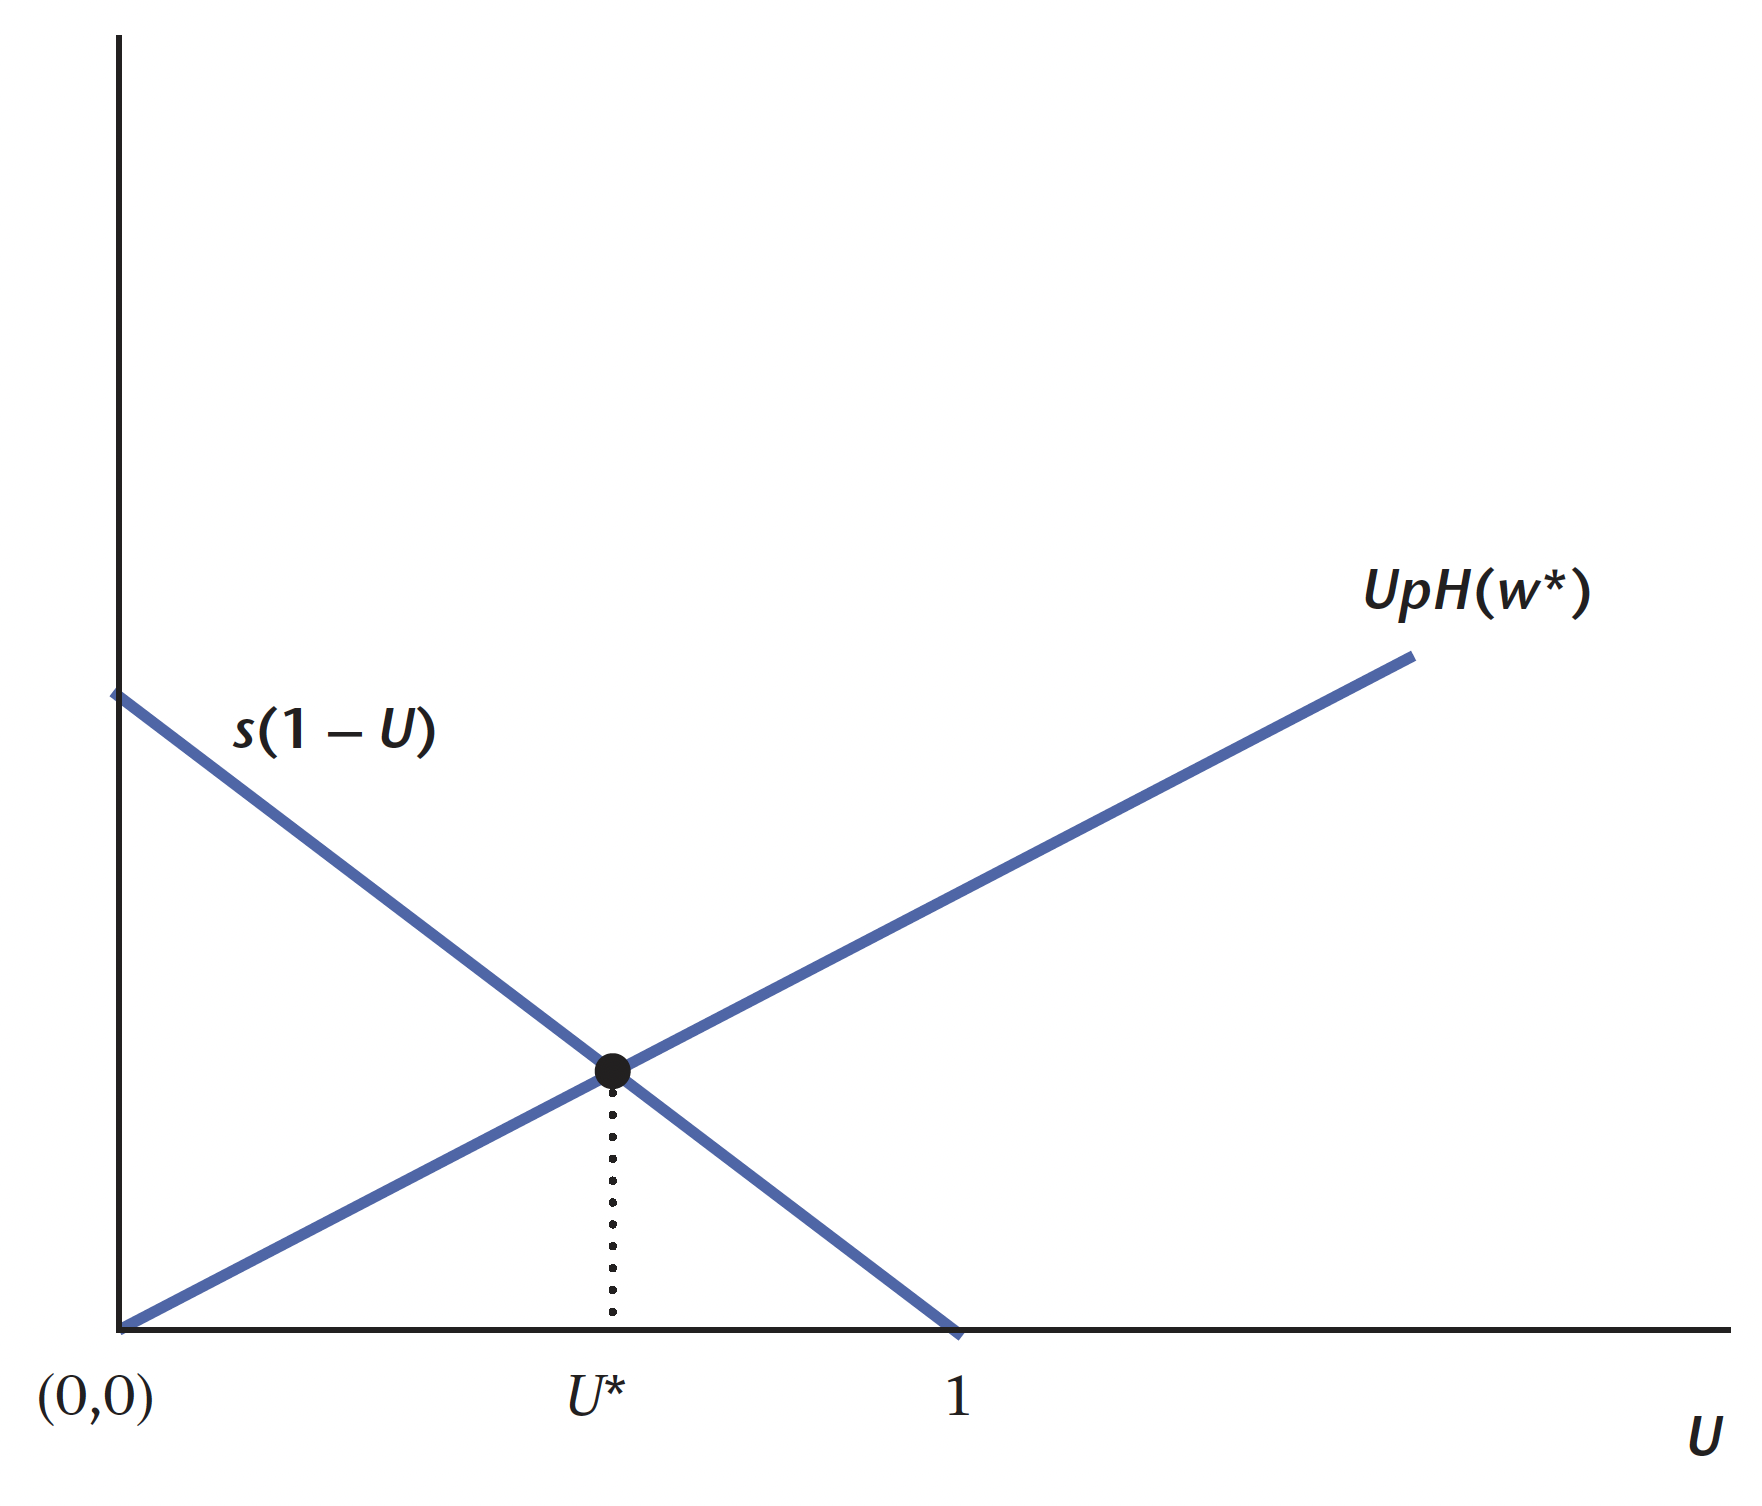 UpH(w*)
s(1 – U)
(0,0)
U*
1
U